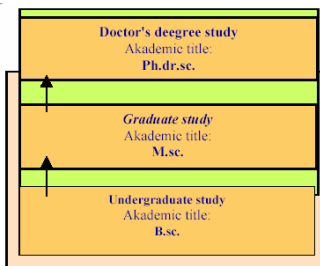 Doctor's deegree study
Akademic title:
Ph.dr.sc.
Graduate study
Akademic title:
M.sc.
Undergraduate study
Akademic title:
B.sc.